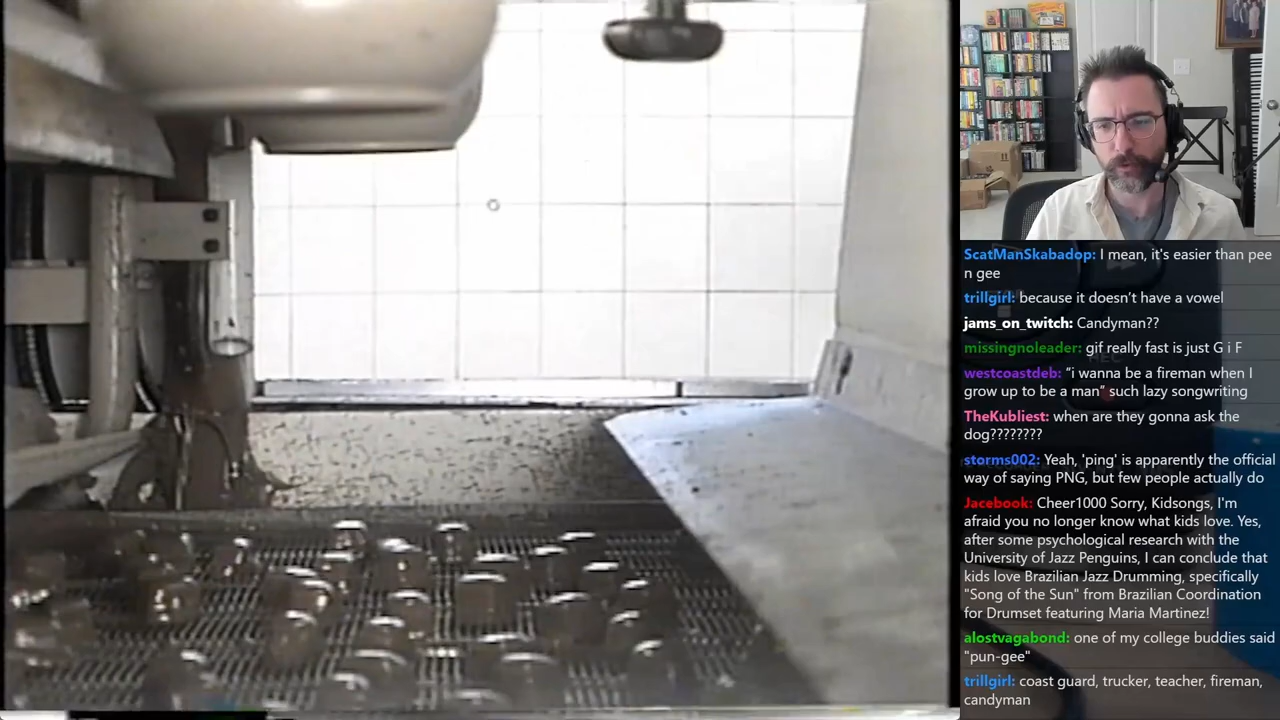 ScatManSkabadop: I mean, it's easier than pee
n gee
trillgirl: because it doesn't have a vowel
jams_on_twitch: Candyman??
missingnoleader: gif really fast is just G i F
westcoastdeb: “i wanna be a fireman when I
grow up to be a man” such lazy songwriting
TheKubliest: when are they gonna ask the
dog????????
storms002: Yeah, 'ping' is apparently the official
way of saying PNG, but few people actually do
Jacebook: Cheer1000 Sorry, Kidsongs, I'm
afraid you no longer know what kids love. Yes,
after some psychological research with the
University of Jazz Penguins, I can conclude that
kids love Brazilian Jazz Drumming, specifically
"Song of the Sun" from Brazilian Coordination
for Drumset featuring Maria Martinez!
alostvagabond: one of my college buddies said
"pun-gee"
trillgirl: coast guard, trucker, teacher, fireman,
candyman